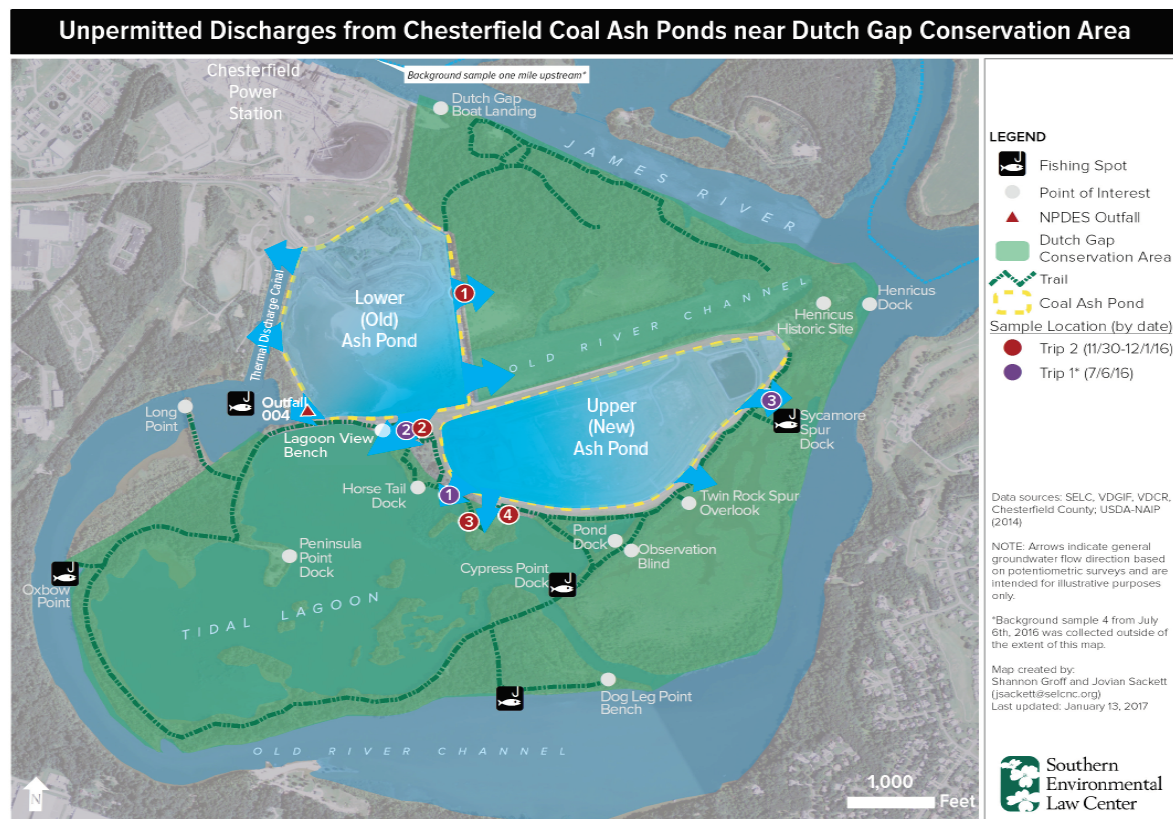 Unpermitted Discharges from Chesterfield Coal Ash Ponds near Dutch Gap Conservation Area
Chesterfield
Power
Station
Background sample one mile upstream*
Dutch Gap
Boat Landing
JAMES RIVER
Henricus
Dock
Henricus
Historic Site
OLD RIVER CHANNEL
Lower
(Old)
Ash Pond
1
Thermal Discharge Canal
Outfall
004
Long
Point
Lagoon View
Bench
2
2
Upper
(New)
Ash Pond
3
Sycamore
Spur
Dock
Horse Tail
Dock
1
3
4
Twin Rock Spur
Overlook
Pond
Dock
Observation
Blind
Peninsula
Point
Dock
Cypress Point
Dock
Oxbow
Point
TIDAL LAGOON
Dog Leg Point
Bench
OLD RIVER CHANNEL
N
1,000
Feet
LEGEND
Fishing Spot
Point of Interest
NPDES Outfall
Dutch Gap
Conservation Area
Trail
Coal Ash Pond
Sample Location (by date)
Trip 2 (11/30-12/1/16)
Trip 1* (7/6/16)
Data sources: SELC, VDGIF, VDCR,
Chesterfield County; USDA-NAIP
(2014)
NOTE: Arrows indicate general
groundwater flow direction based
on potentiometric surveys and are
intended for illustrative purposes
only.
*Background sample 4 from July
6th, 2016 was collected outside of
the extent of this map.
Map created by:
Shannon Groff and Jovian Sackett
(jsackett@selcnc.org)
Last updated: January 13, 2017
Southern
Environmental
Law Center